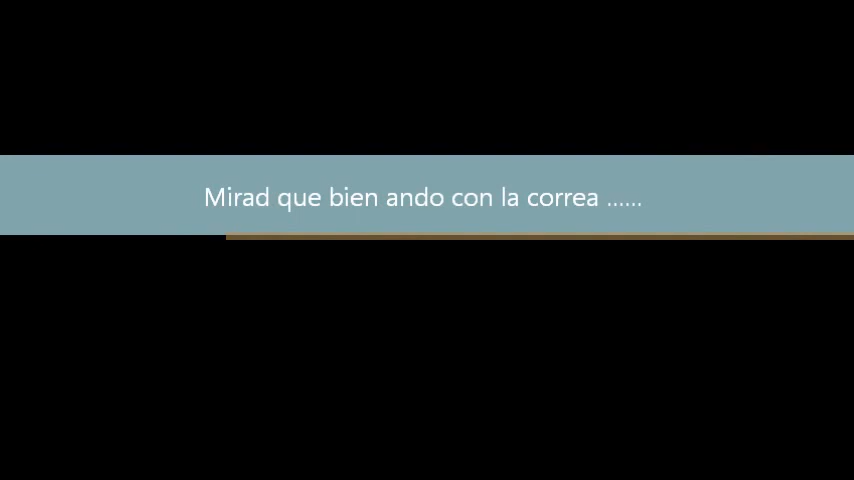 Mirad que bien ando con la correa ......